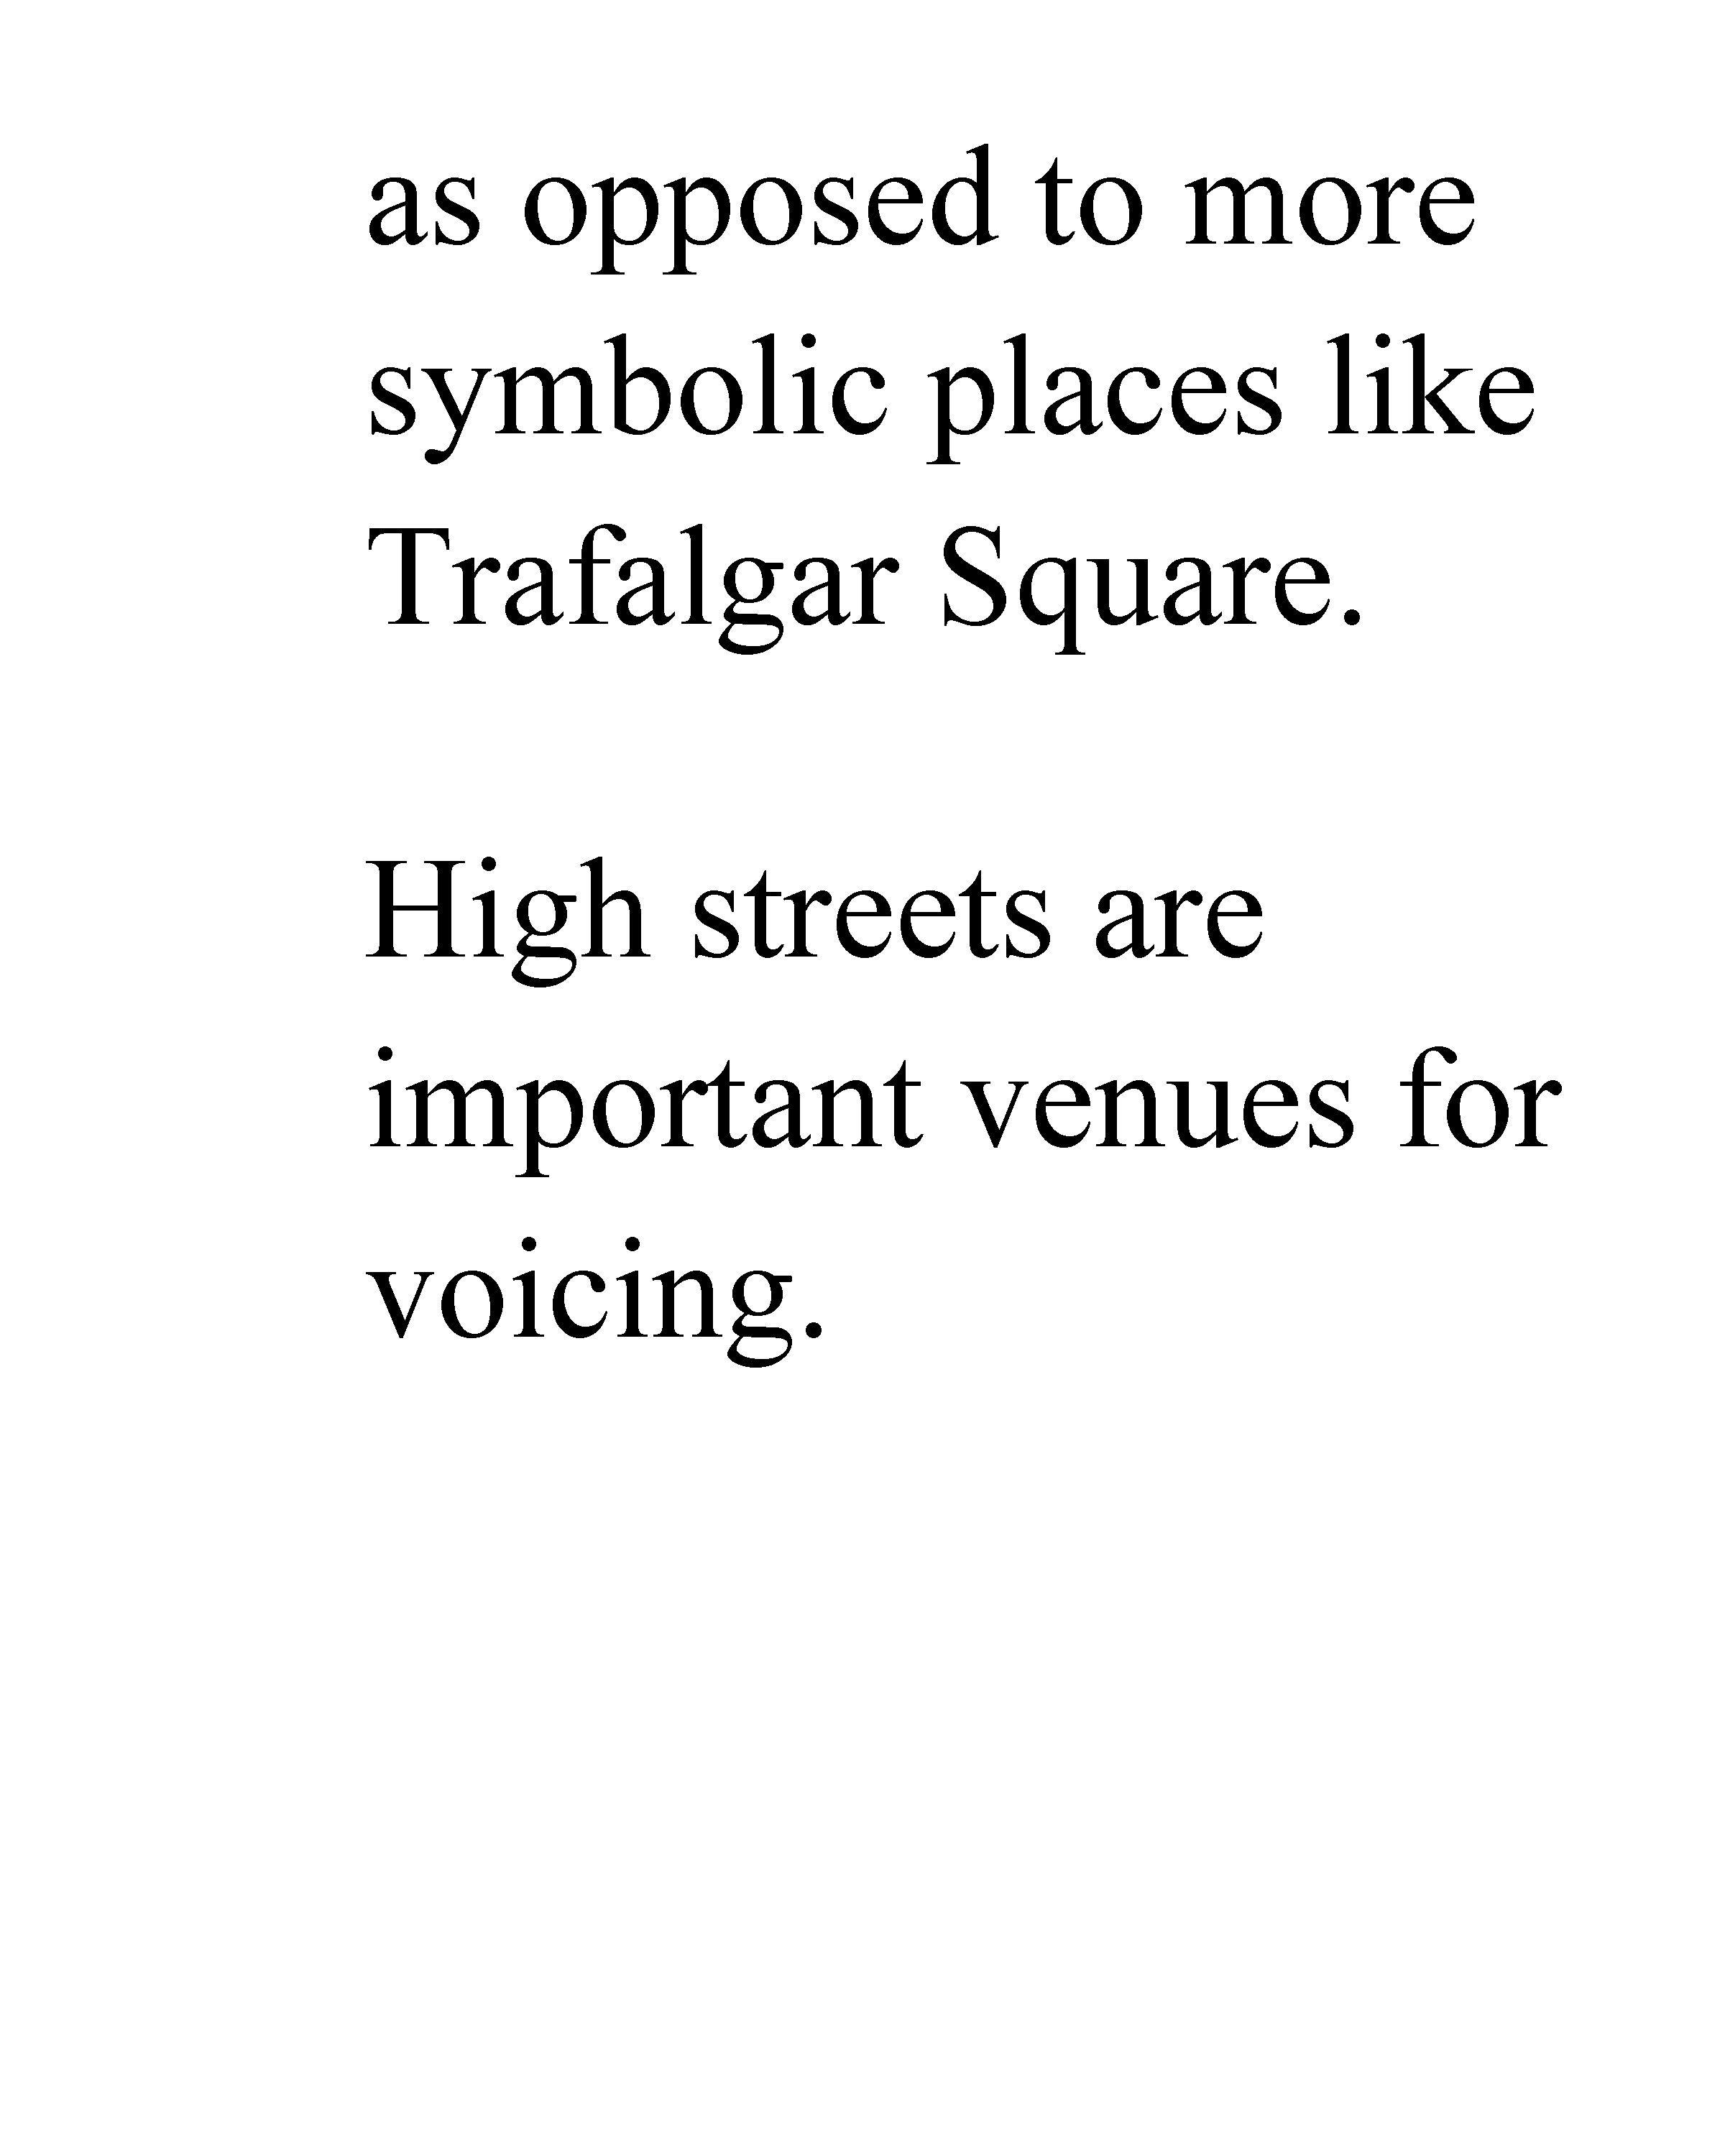 as opposed to more
symbolic places like
Trafalgar Square.
High streets are
important venues for
voicing.